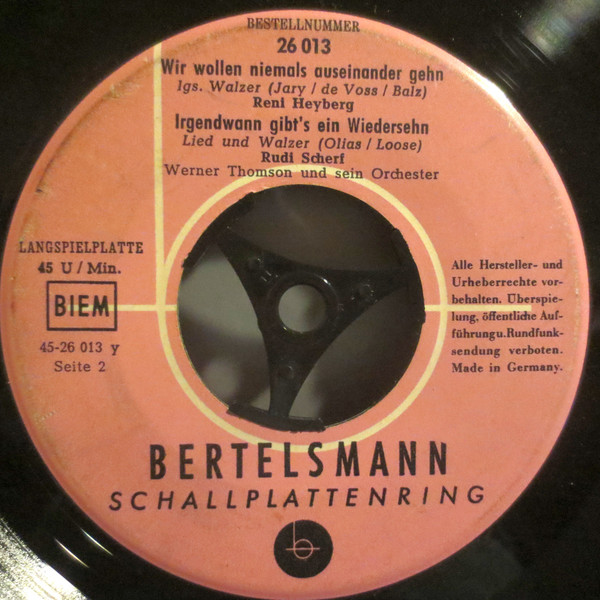 BESTELLNUMMER
26 013
Wir wollen niemals auseinander gehn
lgs. Walzer (Jary / de Voss / Balz)
Reni Heyberg
Irgendwann gibt's ein Wiedersehn
Lied und Walzer (Olias / Loose)
Rudi Scherf
Werner Thomson und sein Orchester
LANGSPIELPLATTE
45 U / Min.
BIEM
45-26 013 y
Seite 2
Alle Hersteller- und
Urheberrechte vor-
behalten. Überspie-
lung, öffentliche Auf-
führung u. Rundfunk-
sendung verboten.
Made in Germany.
BERTELSMANN
SCHALLPLATTENRING
b